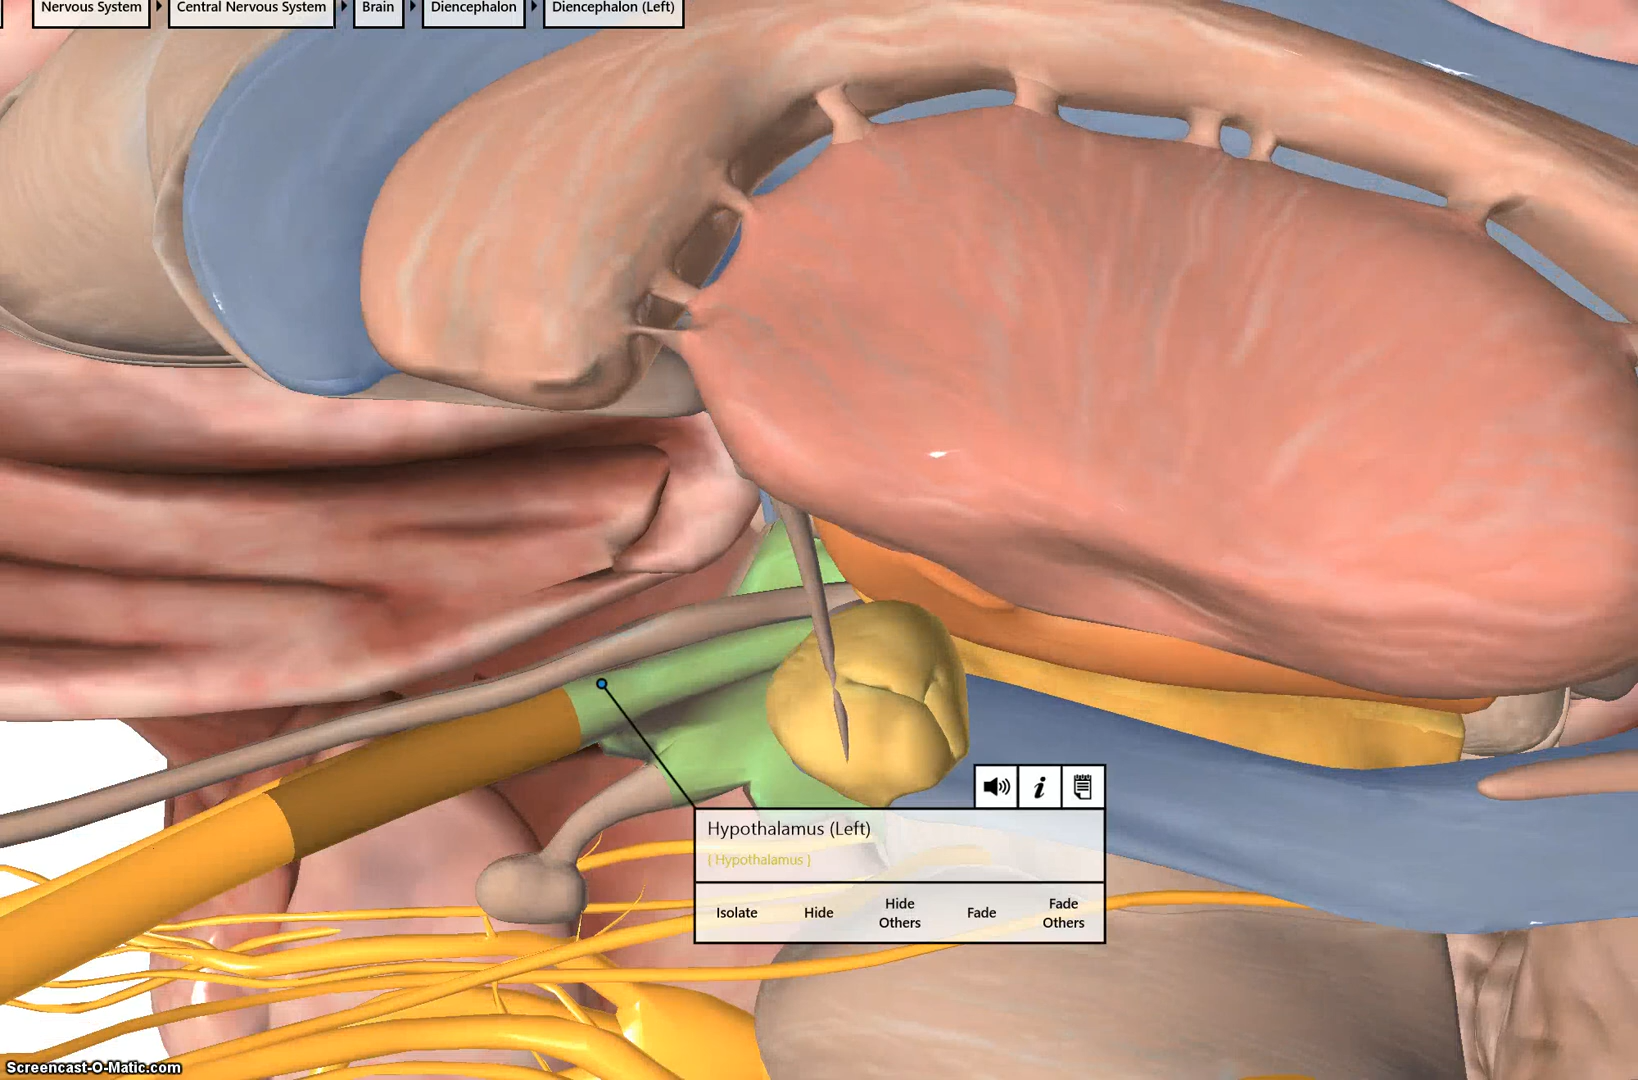 Nervous System Central Nervous System Brain Diencephalon Diencephalon (Left)
Hypothalamus (Left)
( Hypothalamus )
Isolate Hide Hide Others Fade Fade Others
Screencast-O-Matic.com